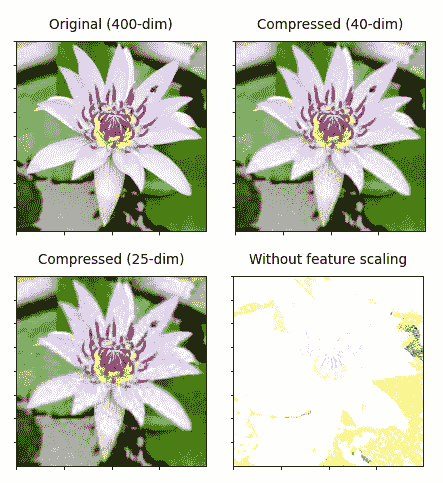 Original (400-dim)
Compressed (40-dim)
Compressed (25-dim)
Without feature scaling